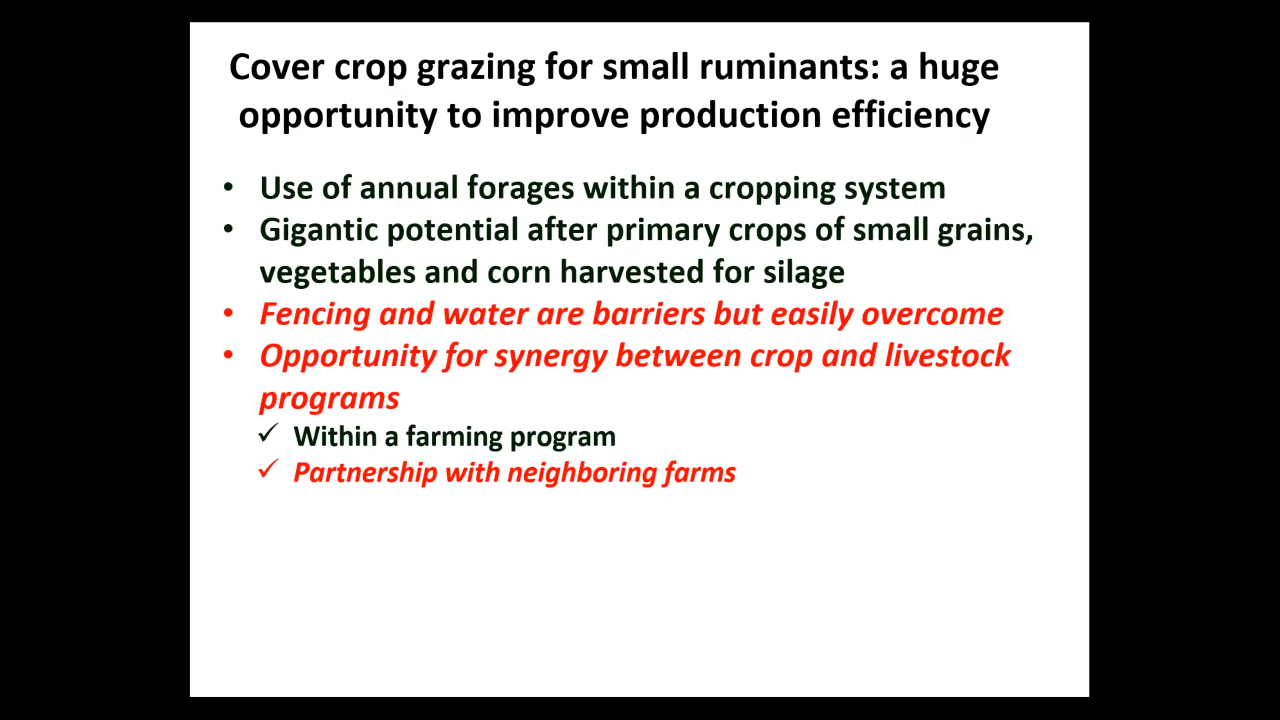 Cover crop grazing for small ruminants: a huge
opportunity to improve production efficiency
• Use of annual forages within a cropping system
• Gigantic potential after primary crops of small grains,
vegetables and corn harvested for silage
• Fencing and water are barriers but easily overcome
• Opportunity for synergy between crop and livestock
programs
✓ Within a farming program
✓ Partnership with neighboring farms